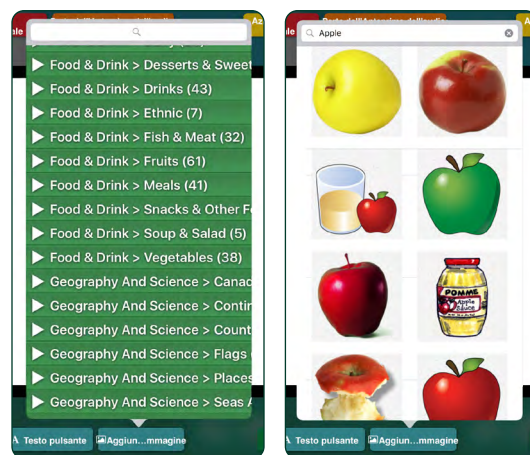 Food & Drink > Desserts & Sweet
Food & Drink > Drinks (43)
Food & Drink > Ethnic (7)
Food & Drink > Fish & Meat (32)
Food & Drink > Fruits (61)
Food & Drink > Meals (41)
Food & Drink > Snacks & Other F
Food & Drink > Soup & Salad (5)
Food & Drink > Vegetables (38)
Geography And Science > Canad
Geography And Science > Contin
Geography And Science > Count
Geography And Science > Flags
Geography And Science > Places
Geography And Science > Seas A
Testo pulsante
Aggiun...mmagine
Apple
POMME
Apple
Sauce
Testo pulsante
Aggiun...mmagine